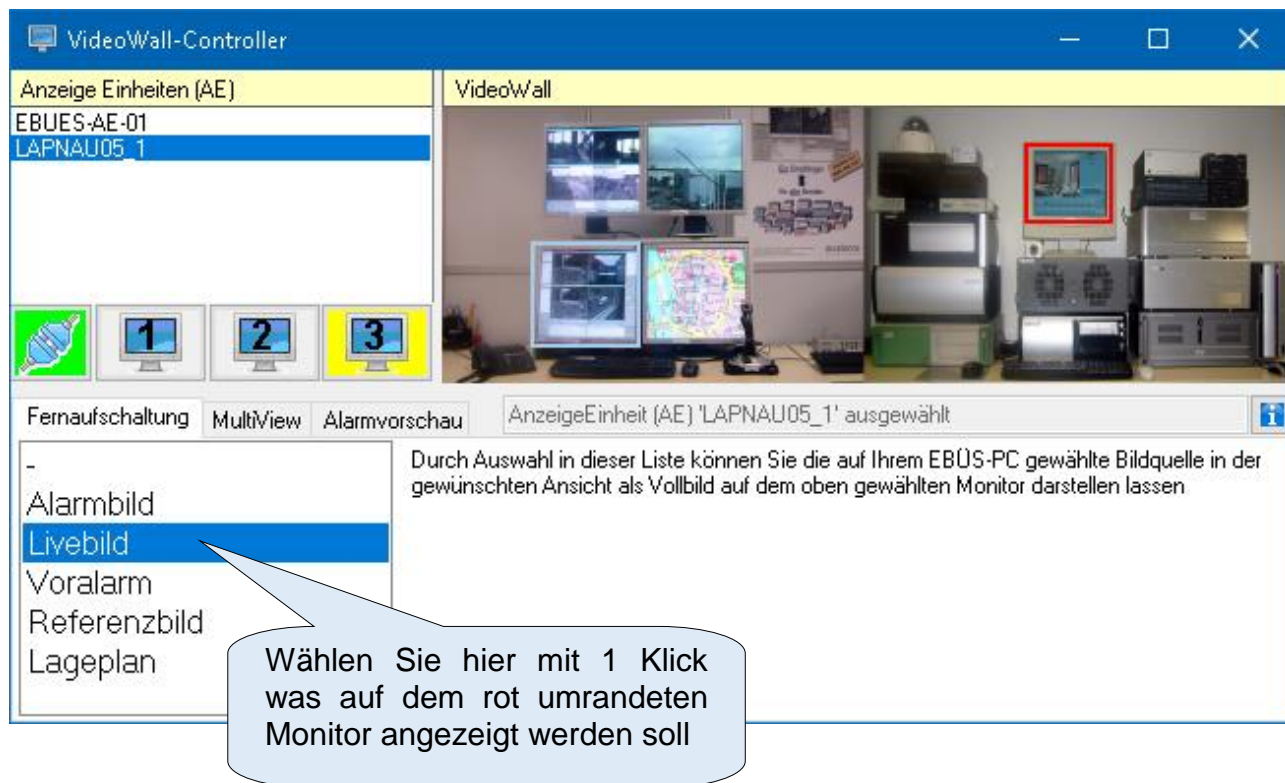 VideoWall-Controller
Anzeige Einheiten (AE)
VideoWall
EBUES-AE-01
LAPNAU05_1
1
2
3
Fernaufschaltung
MultiView
Alarmvorschau
AnzeigeEinheit (AE) 'LAPNAU05_1' ausgewählt
-
Alarmbild
Livebild
Voralarm
Referenzbild
Lageplan
Durch Auswahl in dieser Liste können Sie die auf Ihrem EBÜS-PC gewählte Bildquelle in der
gewünschten Ansicht als Vollbild auf dem oben gewählten Monitor darstellen lassen
Wählen Sie hier mit 1 Klick
was auf dem rot umrandeten
Monitor angezeigt werden soll